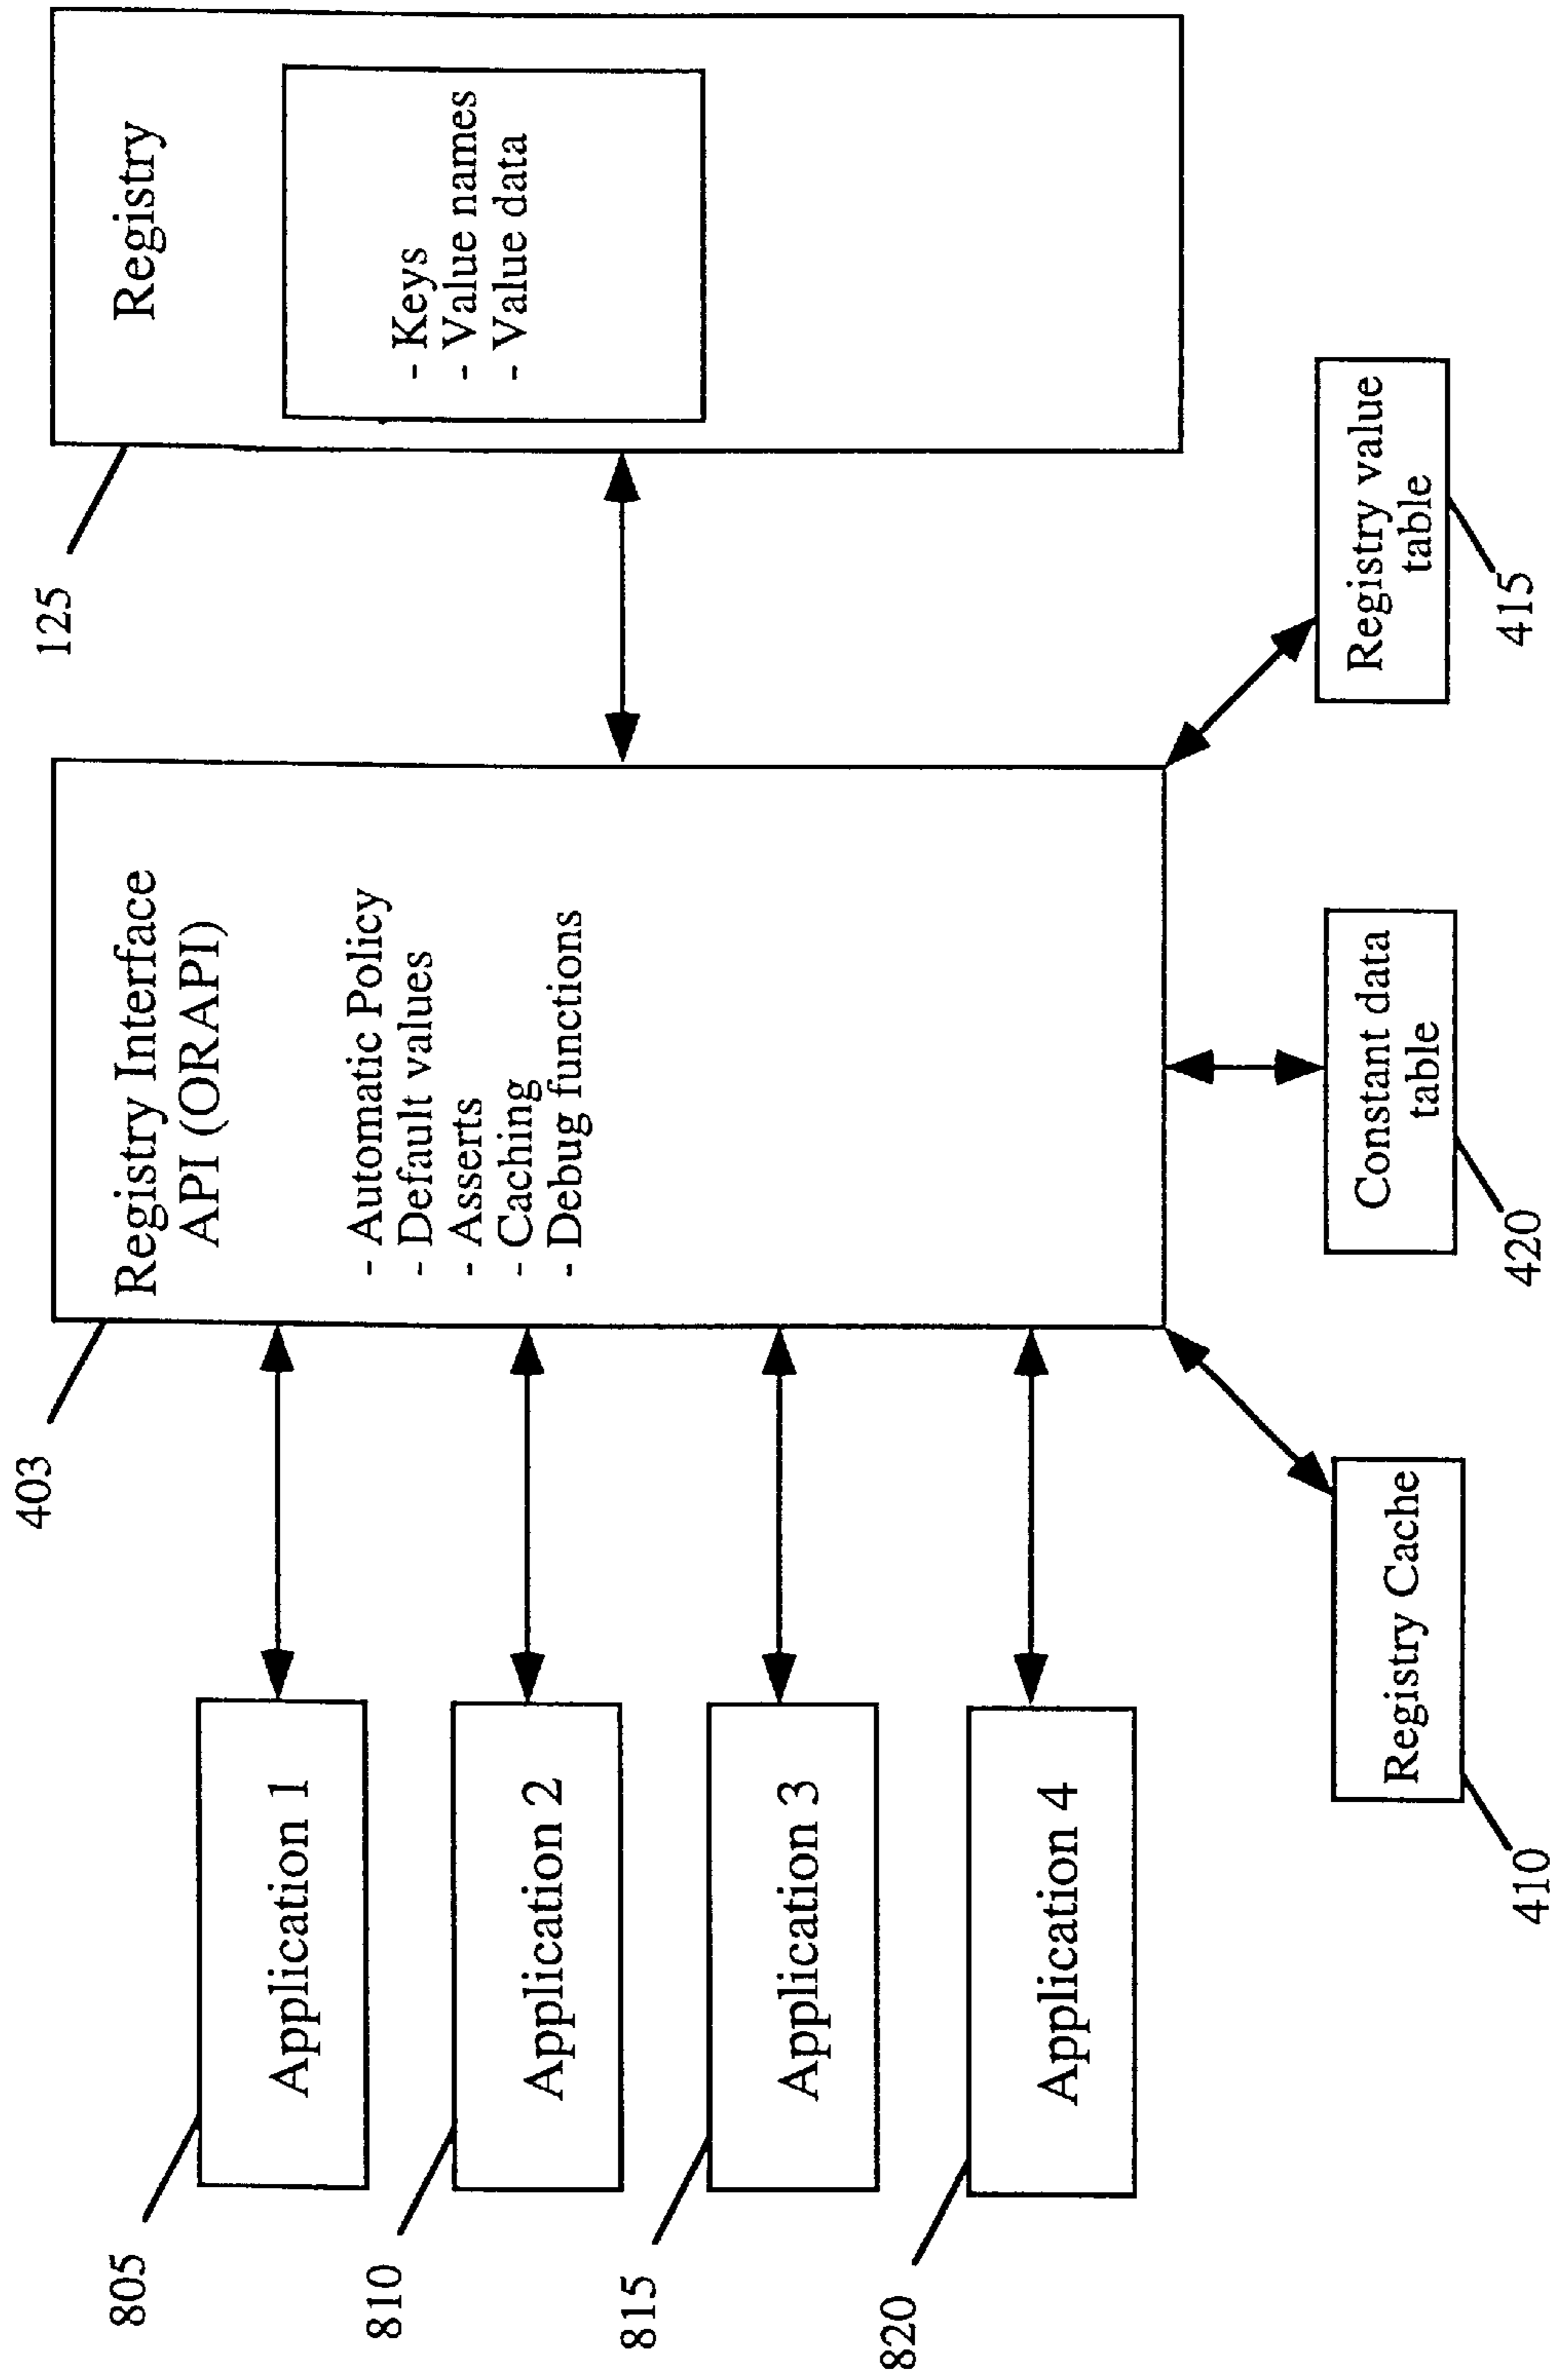 805
Application 1
810
Application 2
815
Application 3
820
Application 4
403
Registry Interface
API (ORAPI)
- Automatic Policy
- Default values
- Asserts
- Caching
- Debug functions
125
Registry
- Keys
- Value names
- Value data
Registry Cache
410
Constant data
table
420
Registry value
table
415